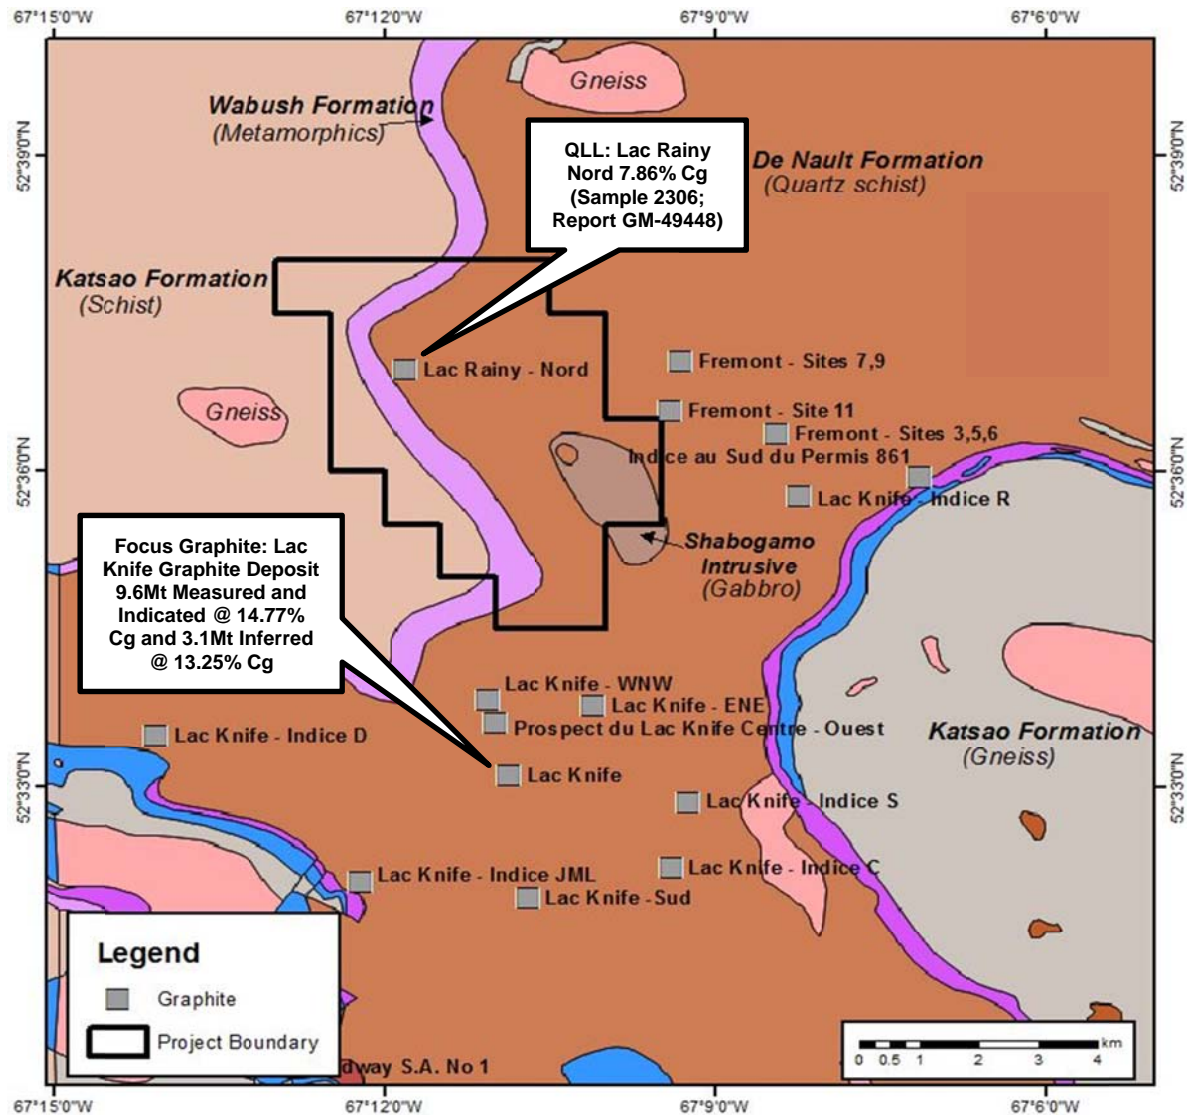 67°15'0"W
67°12'0"W
67°9'0"W
67°6'0"W
Gneiss
Wabush Formation
(Metamorphics)
52°39'0"N
52°39'0"N
QLL: Lac Rainy
Nord 7.86% Cg
(Sample 2306;
Report GM-49448)
De Nault Formation
(Quartz schist)
Katsao Formation
(Schist)
Lac Rainy - Nord
Fremont - Sites 7,9
Gneiss
Fremont - Site 11
Fremont - Sites 3,5,6
Indice au Sud du Permis 861
52°36'0"N
52°36'0"N
Lac Knife - Indice R
Focus Graphite: Lac
Knife Graphite Deposit
9.6Mt Measured and
Indicated @ 14.77%
Cg and 3.1Mt Inferred
@ 13.25% Cg
Shabogamo
Intrusive
(Gabbro)
Lac Knife - WNW
Lac Knife - ENE
Prospect du Lac Knife Centre - Ouest
Lac Knife - Indice D
Katsao Formation
(Gneiss)
Lac Knife
52°33'0"N
52°33'0"N
Lac Knife - Indice S
Lac Knife - Indice C
Lac Knife - Indice JML
Lac Knife -Sud
Legend
Graphite
Project Boundary
dway S.A. No 1
km
0 0.5 1 2 3 4
67°15'0"W
67°12'0"W
67°9'0"W
67°6'0"W